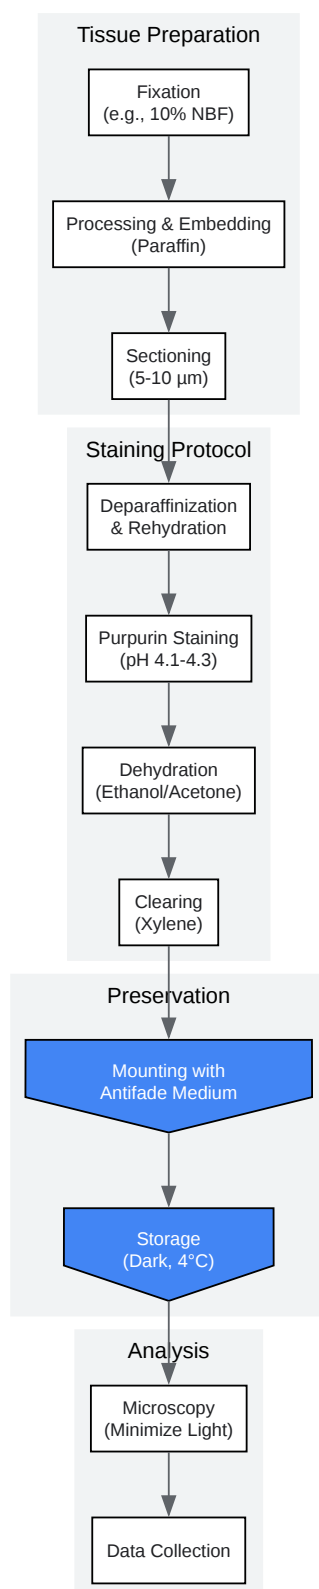 Tissue Preparation
Fixation
(e.g., 10% NBF)
Processing & Embedding
(Paraffin)
Sectioning
(5-10 µm)
Staining Protocol
Deparaffinization
& Rehydration
Purpurin Staining
(pH 4.1-4.3)
Dehydration
(Ethanol/Acetone)
Clearing
(Xylene)
Preservation
Mounting with
Antifade Medium
Storage
(Dark, 4°C)
Analysis
Microscopy
(Minimize Light)
Data Collection